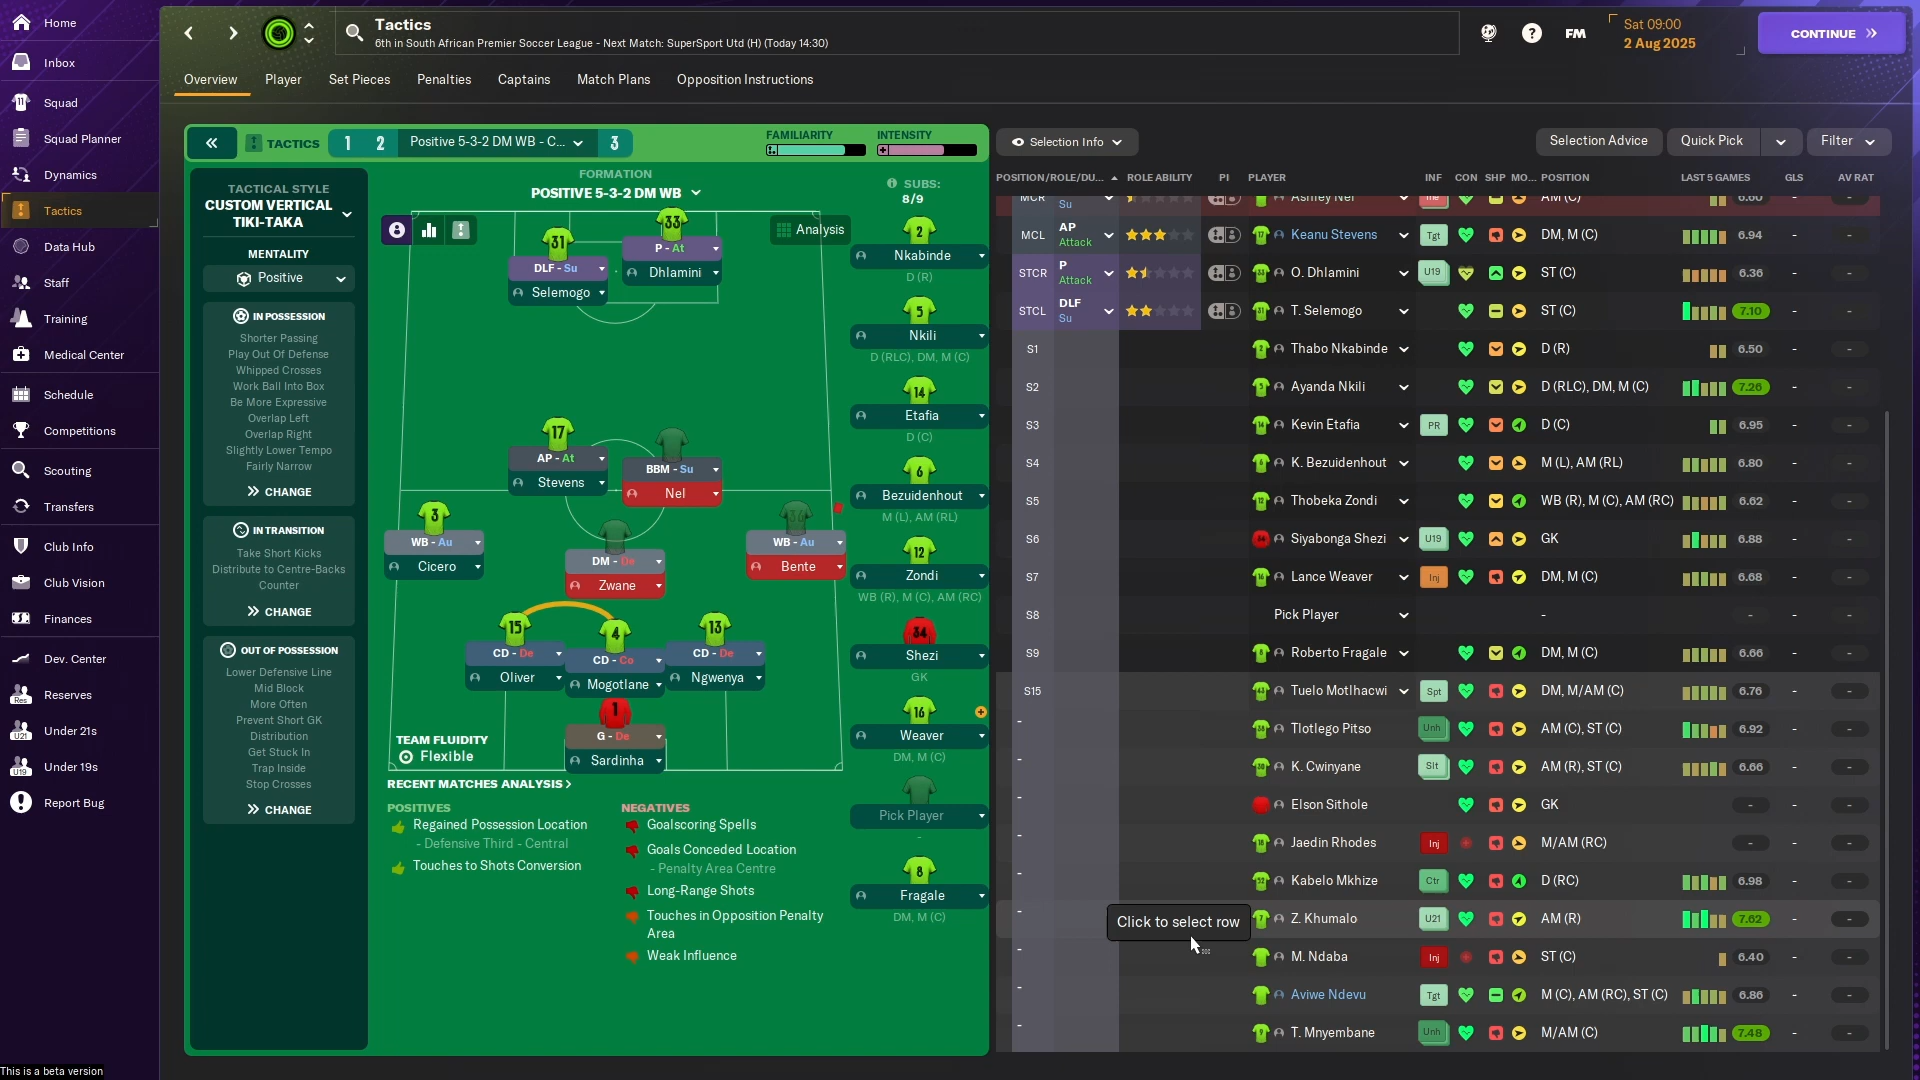 Home
Inbox
Squad
Squad Planner
Dynamics
Tactics
Data Hub
Staff
Training
Medical Center
Schedule
Competitions
Scouting
Transfers
Club Info
Club Vision
Finances
Dev. Center
Reserves
Under 21s
Under 19s
Report Bug
This is a beta version
Tactics
6th in South African Premier Soccer League - Next Match: SuperSport Utd (H) (Today 14:30)
FM
Sat 09:00
2 Aug 2025
CONTINUE
Overview
Player
Set Pieces
Penalties
Captains
Match Plans
Opposition Instructions
TACTICS
1
2
Positive 5-3-2 DM WB - C...
3
FAMILIARITY
INTENSITY
TACTICAL STYLE
CUSTOM VERTICAL
TIKI-TAKA
MENTALITY
Positive
IN POSSESSION
Shorter Passing
Play Out Of Defense
Whipped Crosses
Work Ball Into Box
Be More Expressive
Overlap Left
Overlap Right
Slightly Lower Tempo
Fairly Narrow
CHANGE
IN TRANSITION
Take Short Kicks
Distribute to Centre-Backs
Counter
CHANGE
OUT OF POSSESSION
Lower Defensive Line
Mid Block
More Often
Prevent Short GK
Distribution
Get Stuck In
Trap Inside
Stop Crosses
CHANGE
FORMATION
POSITIVE 5-3-2 DM WB
Analysis
31
DLF - Su
Selemogo
33
P - At
Dhlamini
17
AP - At
Stevens
BBM - Su
Nel
3
WB - Au
Cicero
DM - De
Zwane
36
WB - Au
Bente
15
CD - De
Oliver
4
CD - Co
Mogotlane
13
CD - De
Ngwenya
1
G - De
Sardinha
TEAM FLUIDITY
Flexible
SUBS:
8/9
2
Nkabinde
D (R)
5
Nkili
D (RLC), DM, M (C)
14
Etafia
D (C)
6
Bezuidenhout
M (L), AM (RL)
12
Zondi
WB (R), M (C), AM (RC)
34
Shezi
GK
16
Weaver
DM, M (C)
Pick Player
-
8
Fragale
DM, M (C)
RECENT MATCHES ANALYSIS >
POSITIVES
Regained Possession Location
- Defensive Third - Central
Touches to Shots Conversion
NEGATIVES
Goalscoring Spells
Goals Conceded Location
- Penalty Area Centre
Long-Range Shots
Touches in Opposition Penalty
Area
Weak Influence
Selection Info
Selection Advice
Quick Pick
Filter
POSITION/ROLE/DU... ROLE ABILITY PI PLAYER INF CON SHP MO... POSITION LAST 5 GAMES GLS AV RAT
MCR Su Ashley Nel Ine AM (C) 6.60 - -
MCL AP Attack Keanu Stevens Tgt DM, M (C) 6.94 - -
STCR P Attack O. Dhlamini U19 ST (C) 6.36 - -
STCL DLF Su T. Selemogo ST (C) 7.10 - -
S1 Thabo Nkabinde D (R) 6.50 - -
S2 Ayanda Nkili D (RLC), DM, M (C) 7.26 - -
S3 Kevin Etafia PR D (C) 6.95 - -
S4 K. Bezuidenhout M (L), AM (RL) 6.80 - -
S5 Thobeka Zondi WB (R), M (C), AM (RC) 6.62 - -
S6 Siyabonga Shezi U19 GK 6.88 - -
S7 Lance Weaver Inj DM, M (C) 6.68 - -
S8 Pick Player - - - -
S9 Roberto Fragale DM, M (C) 6.66 - -
S15 Tuelo Motlhacwi Spt DM, M/AM (C) 6.76 - -
- Tlotlego Pitso Unh AM (C), ST (C) 6.92 - -
- K. Cwinyane Slt AM (R), ST (C) 6.66 - -
- Elson Sithole GK - - -
- Jaedin Rhodes Inj M/AM (RC) - - -
- Kabelo Mkhize Ctr D (RC) 6.98 - -
- Z. Khumalo U21 AM (R) 7.62 - -
Click to select row
- M. Ndaba Inj ST (C) 6.40 - -
- Aviwe Ndevu Tgt M (C), AM (RC), ST (C) 6.86 - -
- T. Mnyembane Unh M/AM (C) 7.48 - -